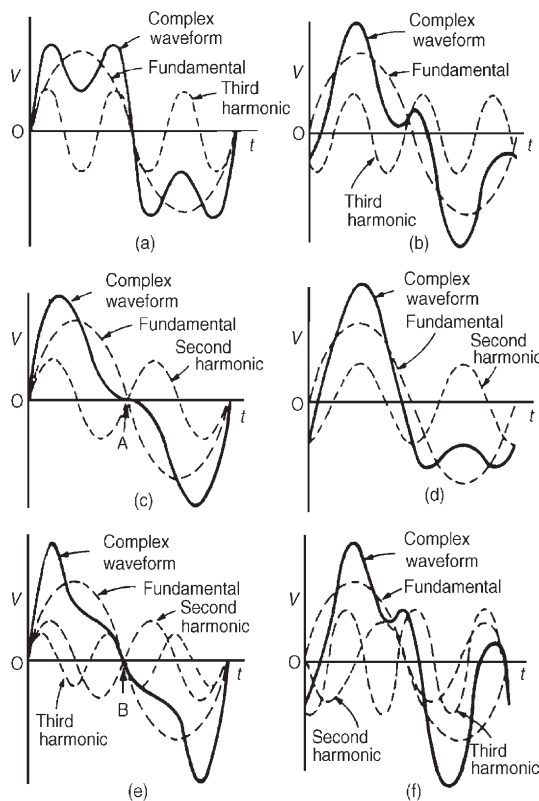 Complex
waveform
V
Fundamental
Third
harmonic
O
t
(a)
Complex
waveform
V
Fundamental
O
t
Third
harmonic
(b)
Complex
waveform
V
Fundamental
Second
harmonic
O
t
A
(c)
Complex
waveform
V
Fundamental
Second
harmonic
O
t
(d)
Complex
waveform
V
Fundamental
Second
harmonic
O
t
Third
harmonic
B
(e)
Complex
waveform
V
Fundamental
O
t
Second
harmonic
Third
harmonic
(f)